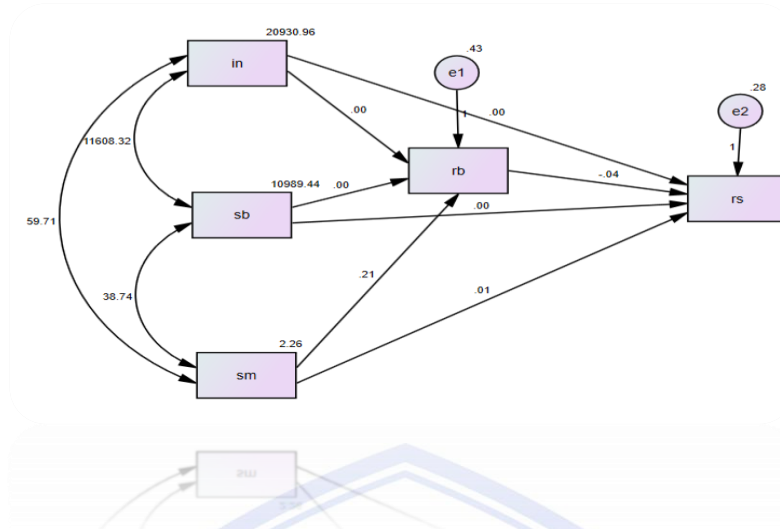 20930.96
in
.43
e1
.28
e2
1
.00
.00
1
11608.32
rb
10989.44
.00
-.04
sb
.00
rs
59.71
.21
38.74
.01
2.26
sm